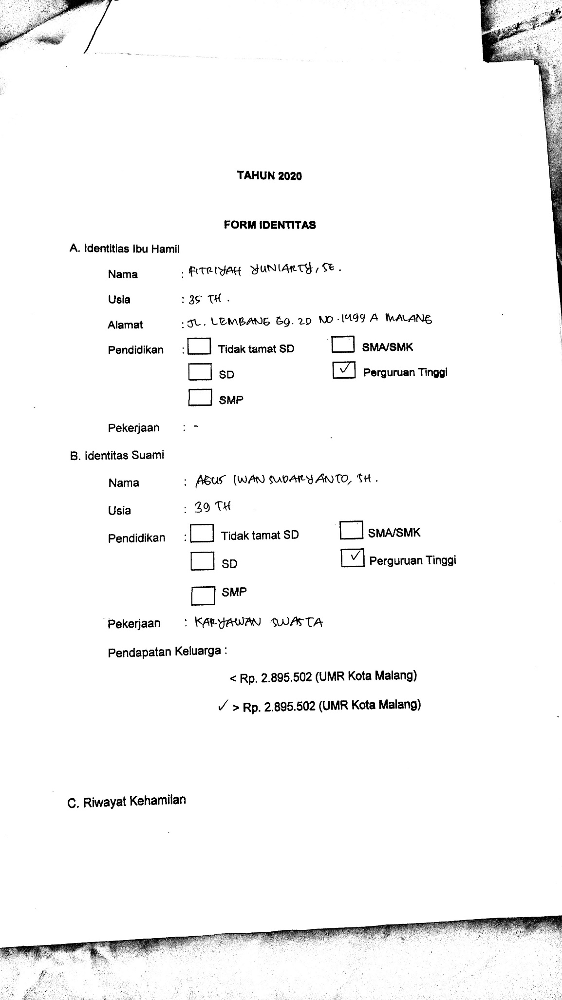 TAHUN 2020
FORM IDENTITAS
A. Identitias Ibu Hamil
Nama : FITRIYAH YUNIARTY, SE.
Usia : 35 TH.
Alamat : JL. LEMBANG Gg. 2D NO. 1499 A MALANG
Pendidikan : Tidak tamat SD SMA/SMK
SD ✓ Perguruan Tinggi
SMP
Pekerjaan : -
B. Identitas Suami
Nama : AGUS IWAN SUDARYANTO, SH.
Usia : 39 TH
Pendidikan : Tidak tamat SD SMA/SMK
SD ✓ Perguruan Tinggi
SMP
Pekerjaan : KARYAWAN SWASTA
Pendapatan Keluarga :
< Rp. 2.895.502 (UMR Kota Malang)
✓ > Rp. 2.895.502 (UMR Kota Malang)
C. Riwayat Kehamilan